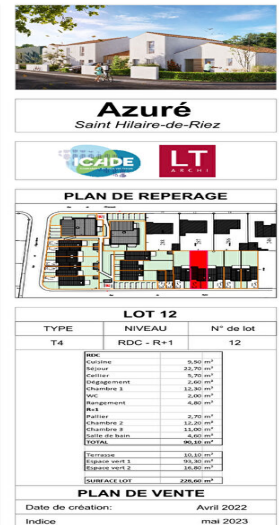 Azuré
Saint Hilaire-de-Riez
ICADE
LT
ARCHI
PLAN DE REPERAGE
LOT 12
TYPE NIVEAU N° de lot
T4 RDC - R+1 12
RDC
Cuisine 9,50 m²
Séjour 22,70 m²
Cellier 5,70 m²
Dégagement 2,60 m²
Chambre 1 12,30 m²
WC 2,00 m²
Rangement 4,80 m²
R+1
Pallier 2,70 m²
Chambre 2 12,20 m²
Chambre 3 11,00 m²
Salle de bain 4,60 m²
TOTAL 90,10 m²
Terrasse 10,10 m²
Espace vert 1 93,30 m²
Espace vert 2 16,80 m²
SURFACE LOT 228,60 m²
PLAN DE VENTE
Date de création: Avril 2022
Indice mai 2023